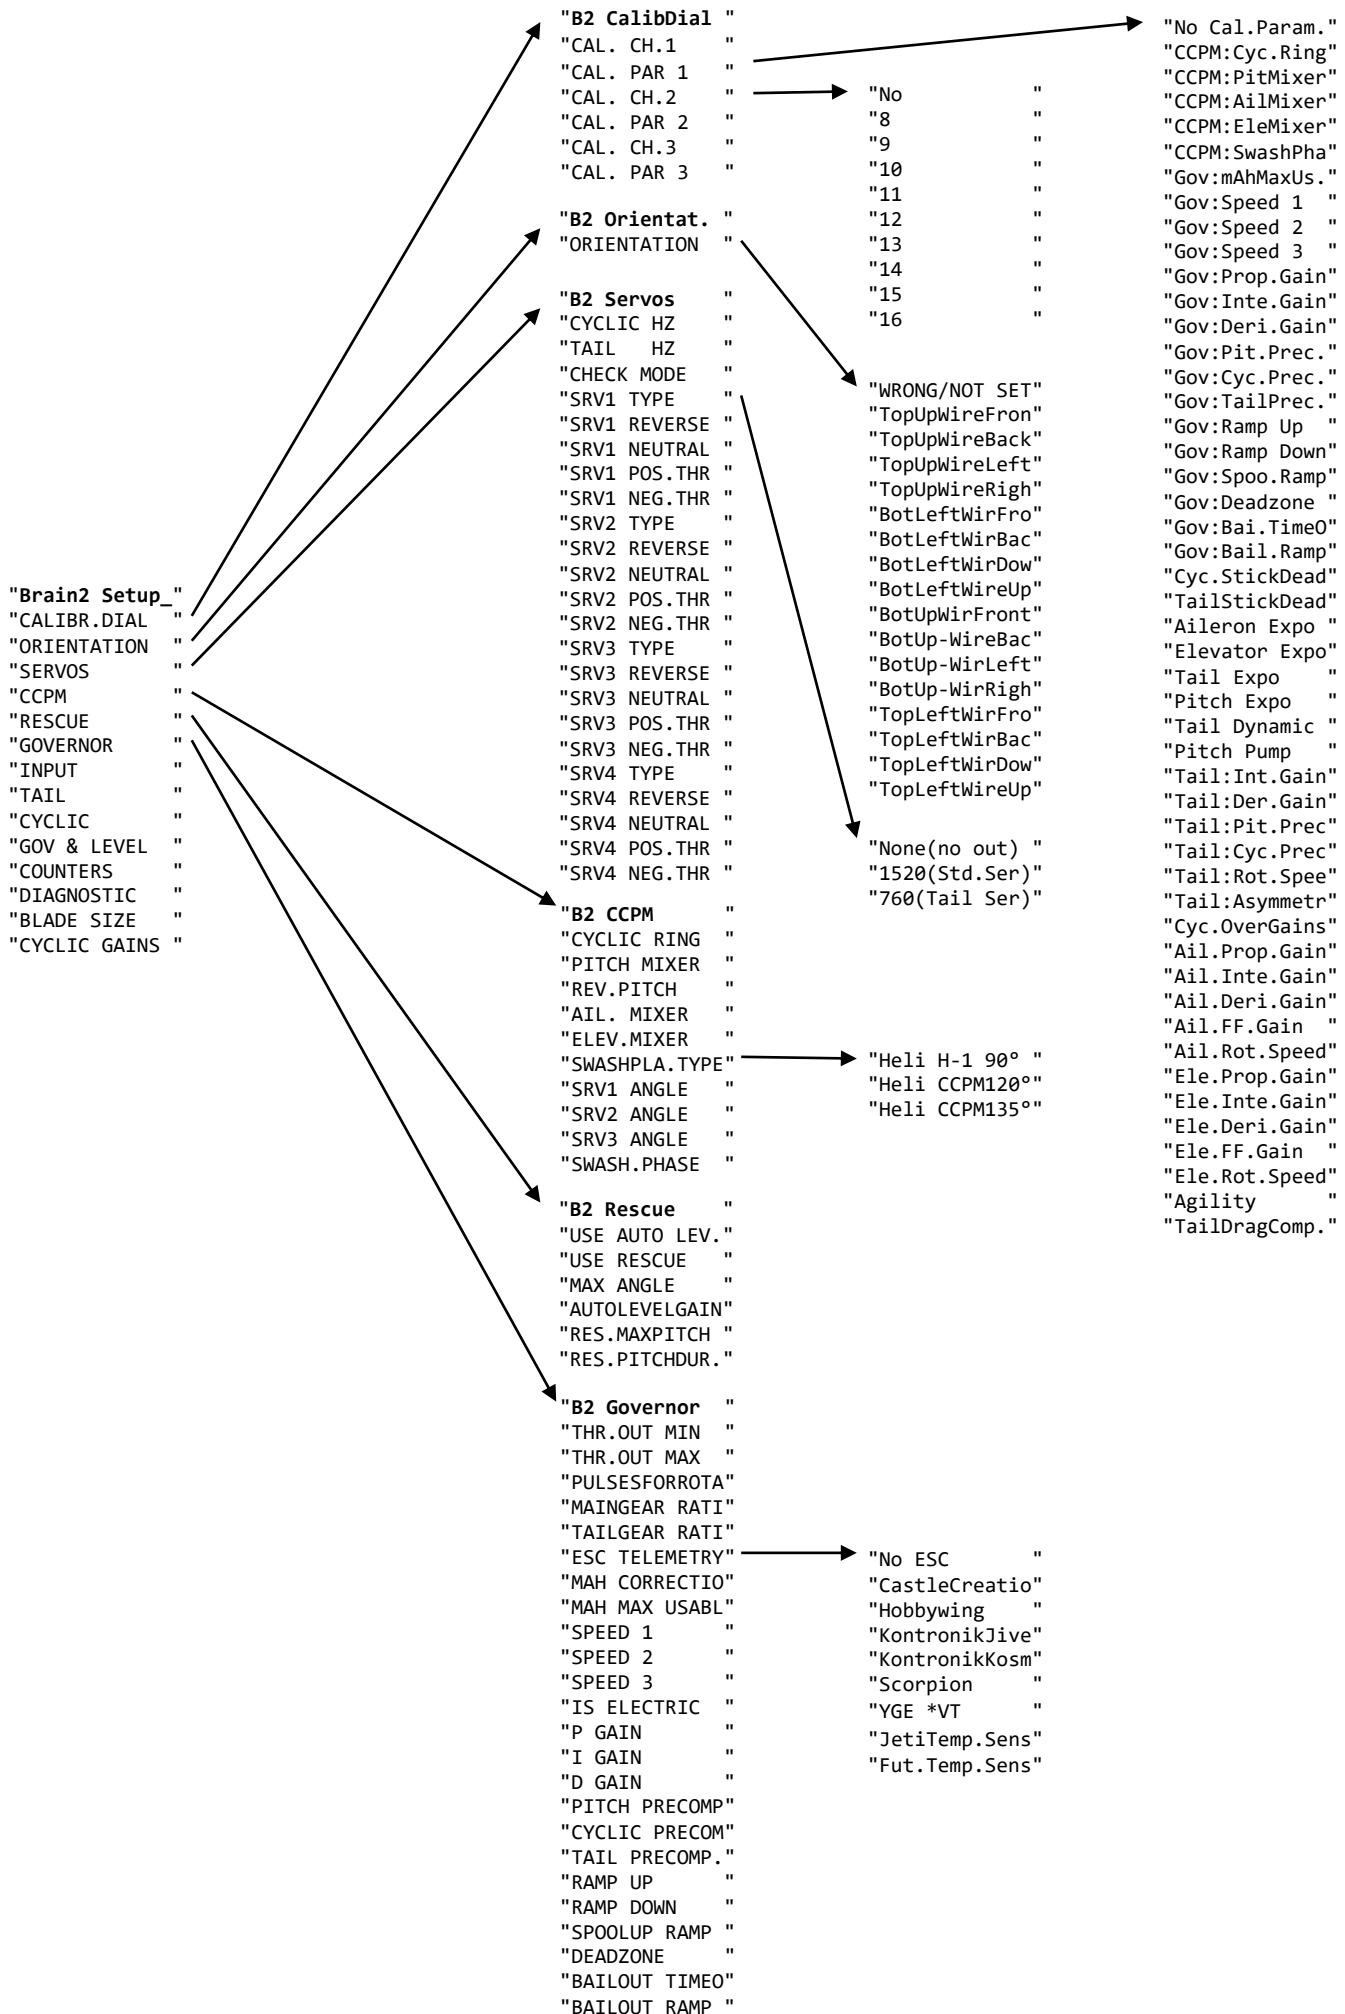 "Brain2 Setup_"
"CALIBR.DIAL  "
"ORIENTATION  "
"SERVOS       "
"CCPM         "
"RESCUE       "
"GOVERNOR     "
"INPUT        "
"TAIL         "
"CYCLIC       "
"GOV & LEVEL  "
"COUNTERS     "
"DIAGNOSTIC   "
"BLADE SIZE   "
"CYCLIC GAINS "
"B2 CalibDial "
"CAL. CH.1    "
"CAL. PAR 1   "
"CAL. CH.2    "
"CAL. PAR 2   "
"CAL. CH.3    "
"CAL. PAR 3   "
"B2 Orientat. "
"ORIENTATION  "
"B2 Servos    "
"CYCLIC HZ    "
"TAIL   HZ    "
"CHECK MODE   "
"SRV1 TYPE    "
"SRV1 REVERSE "
"SRV1 NEUTRAL "
"SRV1 POS.THR "
"SRV1 NEG.THR "
"SRV2 TYPE    "
"SRV2 REVERSE "
"SRV2 NEUTRAL "
"SRV2 POS.THR "
"SRV2 NEG.THR "
"SRV3 TYPE    "
"SRV3 REVERSE "
"SRV3 NEUTRAL "
"SRV3 POS.THR "
"SRV3 NEG.THR "
"SRV4 TYPE    "
"SRV4 REVERSE "
"SRV4 NEUTRAL "
"SRV4 POS.THR "
"SRV4 NEG.THR "
"B2 CCPM      "
"CYCLIC RING  "
"PITCH MIXER  "
"REV.PITCH    "
"AIL. MIXER   "
"ELEV.MIXER   "
"SWASHPLA.TYPE"
"SRV1 ANGLE   "
"SRV2 ANGLE   "
"SRV3 ANGLE   "
"SWASH.PHASE  "
"B2 Rescue    "
"USE AUTO LEV."
"USE RESCUE   "
"MAX ANGLE    "
"AUTOLEVELGAIN"
"RES.MAXPITCH "
"RES.PITCHDUR."
"B2 Governor  "
"THR.OUT MIN  "
"THR.OUT MAX  "
"PULSESFORROTA"
"MAINGEAR RATI"
"TAILGEAR RATI"
"ESC TELEMETRY"
"MAH CORRECTIO"
"MAH MAX USABL"
"SPEED 1      "
"SPEED 2      "
"SPEED 3      "
"IS ELECTRIC  "
"P GAIN       "
"I GAIN       "
"D GAIN       "
"PITCH PRECOMP"
"CYCLIC PRECOM"
"TAIL PRECOMP."
"RAMP UP      "
"RAMP DOWN    "
"SPOOLUP RAMP "
"DEADZONE     "
"BAILOUT TIMEO"
"BAILOUT RAMP "
"No           "
"8            "
"9            "
"10           "
"11           "
"12           "
"13           "
"14           "
"15           "
"16           "
"WRONG/NOT SET"
"TopUpWireFron"
"TopUpWireBack"
"TopUpWireLeft"
"TopUpWireRigh"
"BotLeftWirFro"
"BotLeftWirBac"
"BotLeftWirDow"
"BotLeftWireUp"
"BotUpWirFront"
"BotUp-WireBac"
"BotUp-WirLeft"
"BotUp-WirRigh"
"TopLeftWirFro"
"TopLeftWirBac"
"TopLeftWirDow"
"TopLeftWireUp"
"None(no out) "
"1520(Std.Ser)"
"760(Tail Ser)"
"Heli H-1 90° "
"Heli CCPM120°"
"Heli CCPM135°"
"No ESC       "
"CastleCreatio"
"Hobbywing    "
"KontronikJive"
"KontronikKosm"
"Scorpion     "
"YGE *VT      "
"JetiTemp.Sens"
"Fut.Temp.Sens"
"No Cal.Param."
"CCPM:Cyc.Ring"
"CCPM:PitMixer"
"CCPM:AilMixer"
"CCPM:EleMixer"
"CCPM:SwashPha"
"Gov:mAhMaxUs."
"Gov:Speed 1  "
"Gov:Speed 2  "
"Gov:Speed 3  "
"Gov:Prop.Gain"
"Gov:Inte.Gain"
"Gov:Deri.Gain"
"Gov:Pit.Prec."
"Gov:Cyc.Prec."
"Gov:TailPrec."
"Gov:Ramp Up  "
"Gov:Ramp Down"
"Gov:Spoo.Ramp"
"Gov:Deadzone "
"Gov:Bai.TimeO"
"Gov:Bail.Ramp"
"Cyc.StickDead"
"TailStickDead"
"Aileron Expo "
"Elevator Expo"
"Tail Expo    "
"Pitch Expo   "
"Tail Dynamic "
"Pitch Pump   "
"Tail:Int.Gain"
"Tail:Der.Gain"
"Tail:Pit.Prec"
"Tail:Cyc.Prec"
"Tail:Rot.Spee"
"Tail:Asymmetr"
"Cyc.OverGains"
"Ail.Prop.Gain"
"Ail.Inte.Gain"
"Ail.Deri.Gain"
"Ail.FF.Gain  "
"Ail.Rot.Speed"
"Ele.Prop.Gain"
"Ele.Inte.Gain"
"Ele.Deri.Gain"
"Ele.FF.Gain  "
"Ele.Rot.Speed"
"Agility      "
"TailDragComp."